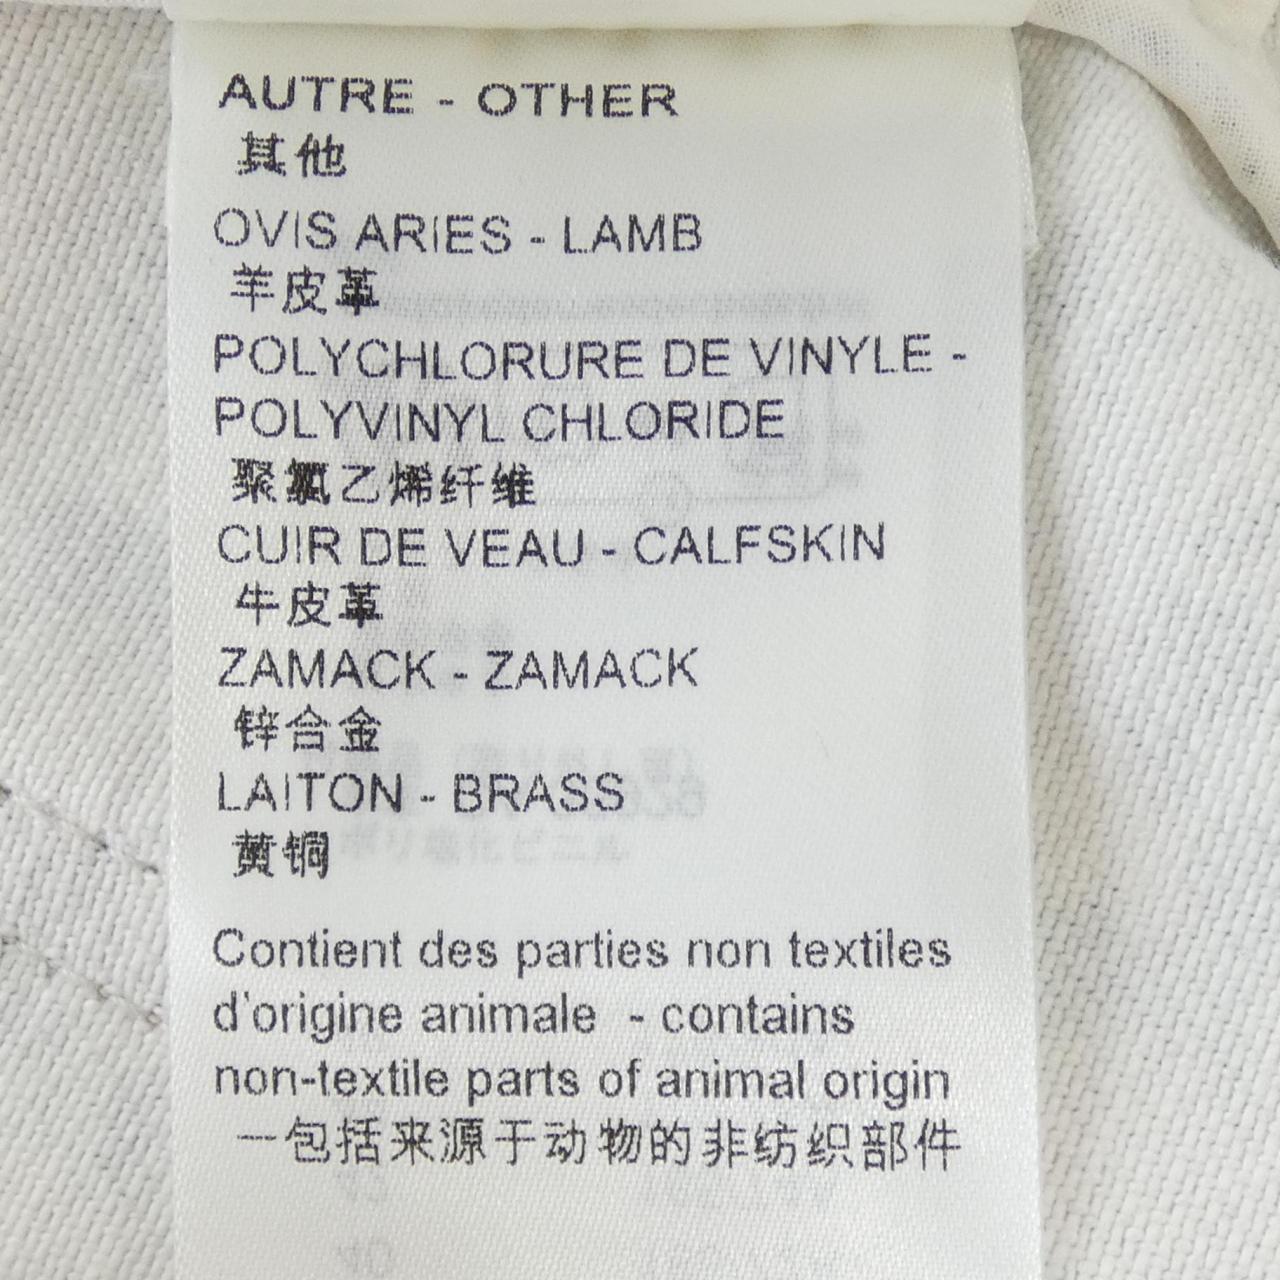 AUTRE - OTHER
其他
OVIS ARIES - LAMB
羊皮革
POLYCHLORURE DE VINYLE -
POLYVINYL CHLORIDE
聚氯乙烯纤维
CUIR DE VEAU - CALFSKIN
牛皮革
ZAMACK - ZAMACK
锌合金
LAITON - BRASS
黄铜
Contient des parties non textiles
d'origine animale - contains
non-textile parts of animal origin
一包括来源于动物的非纺织部件